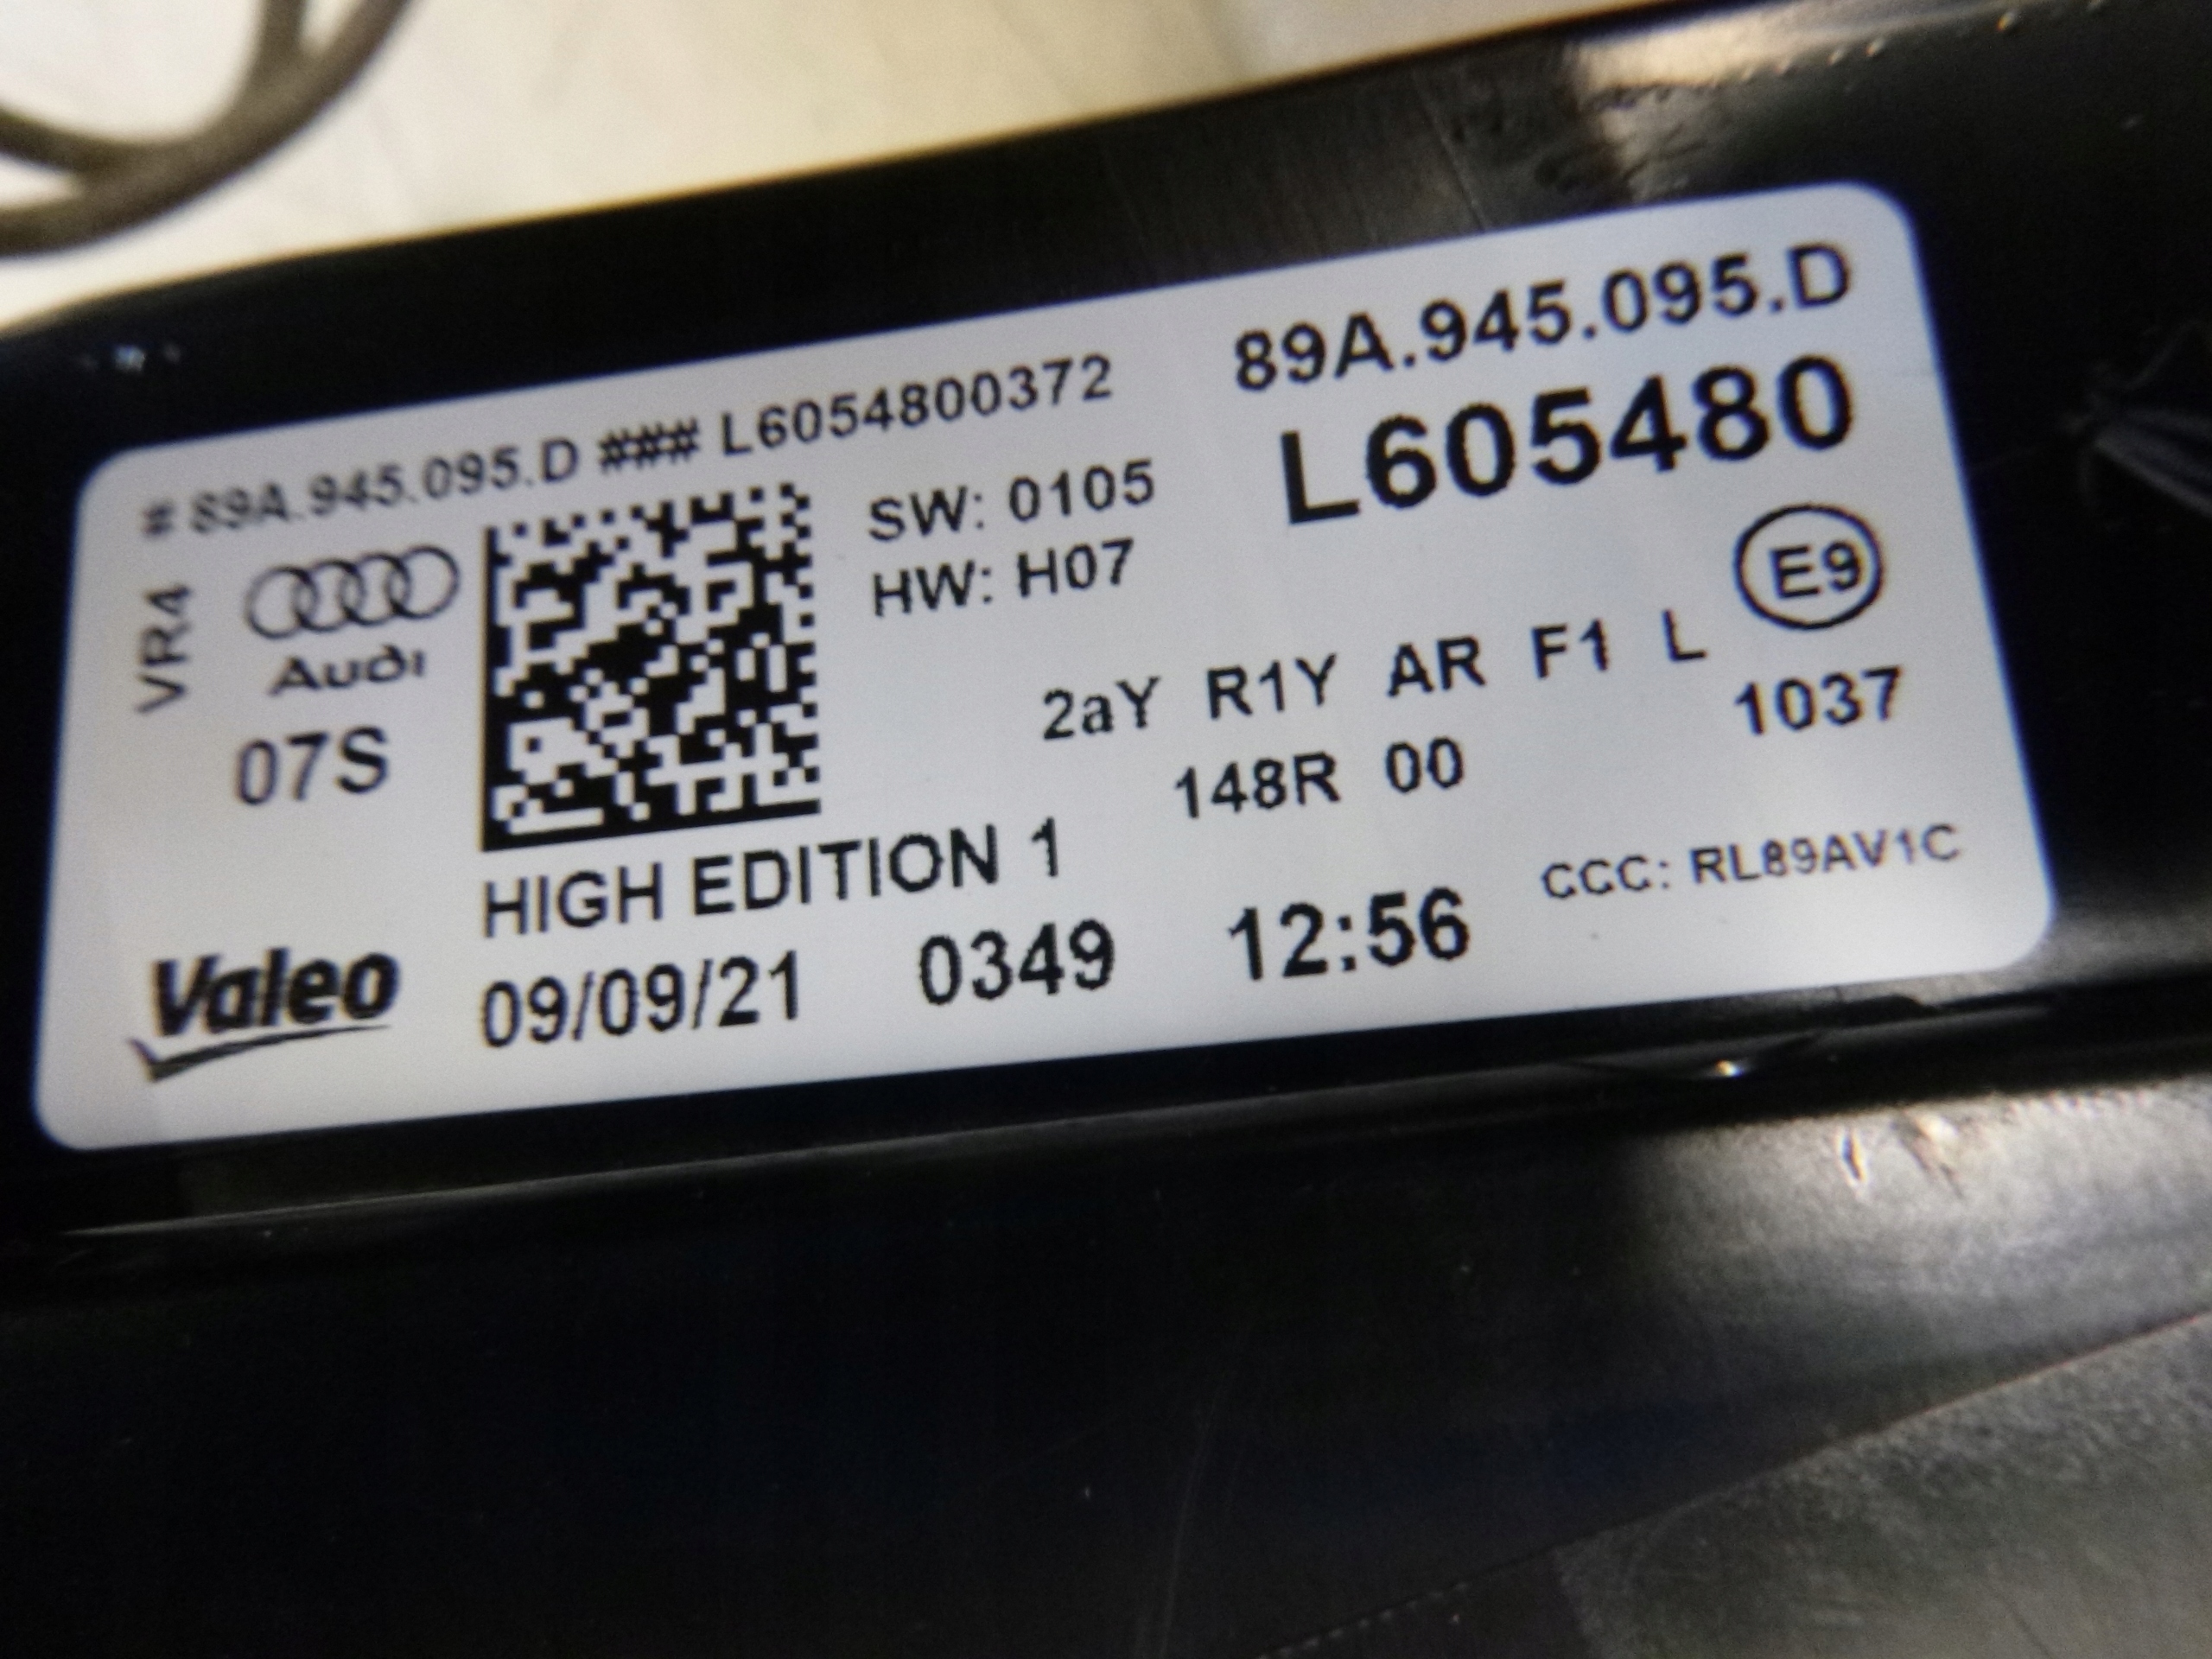 # 89A.945.095.D ### L6054800372
89A.945.095.D
L605480
VR4
Audi
07S
SW: 0105
HW: H07
E9
2aY R1Y AR F1 L
1037
148R 00
HIGH EDITION 1
CCC: RL89AV1C
Valeo
09/09/21 0349 12:56